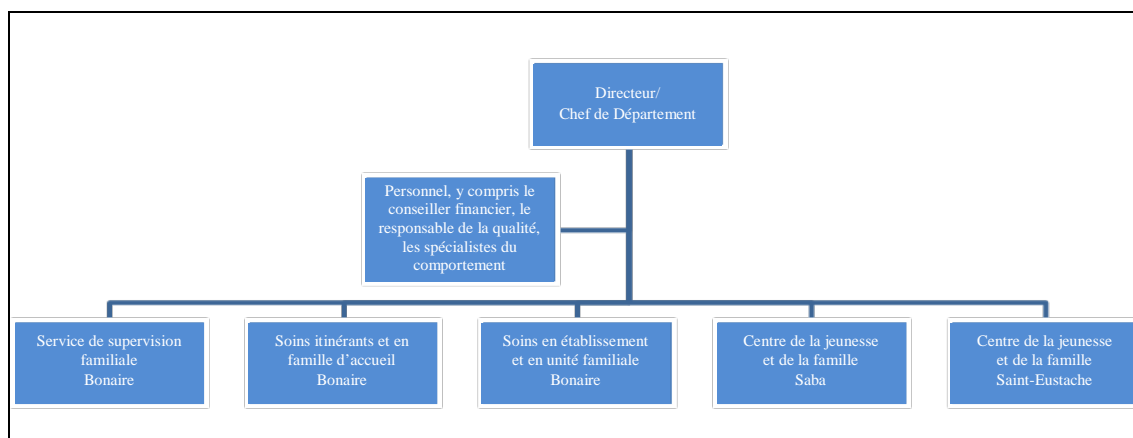 Directeur/
Chef de Département
Personnel, y compris le
conseiller financier, le
responsable de la qualité,
les spécialistes du
comportement
Service de supervision
familiale
Bonaire
Soins itinérants et en
famille d’accueil
Bonaire
Soins en établissement
et en unité familiale
Bonaire
Centre de la jeunesse
et de la famille
Saba
Centre de la jeunesse
et de la famille
Saint-Eustache